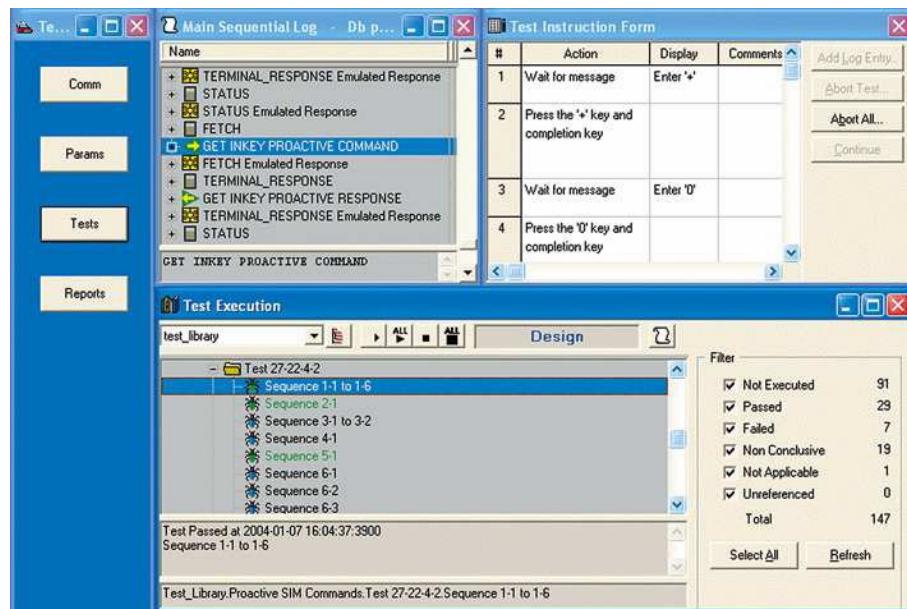 Te...
Comm
Params
Tests
Reports
Main Sequential Log - Db p...
Name
+ TERMINAL_RESPONSE Emulated Response
+ STATUS
+ STATUS Emulated Response
+ FETCH
GET INKEY PROACTIVE COMMAND
+ FETCH Emulated Response
+ TERMINAL_RESPONSE
+ GET INKEY PROACTIVE RESPONSE
+ TERMINAL_RESPONSE Emulated Response
+ STATUS
GET INKEY PROACTIVE COMMAND
Test Instruction Form
# Action Display Comments
1 Wait for message Enter '+'
2 Press the '+' key and
completion key
3 Wait for message Enter '0'
4 Press the '0' key and
completion key
Add Log Entry...
Abort Test...
Abort All...
Continue
Test Execution
test_library
ALL
ALL
Design
Test 27-22-4-2
Sequence 1-1 to 1-6
Sequence 2-1
Sequence 3-1 to 3-2
Sequence 4-1
Sequence 5-1
Sequence 6-1
Sequence 6-2
Sequence 6-3
Test Passed at 2004-01-07 16:04:37:3900
Sequence 1-1 to 1-6
Test_Library.Proactive SIM Commands.Test 27-22-4-2.Sequence 1-1 to 1-6
Filter
Not Executed 91
Passed 29
Failed 7
Non Conclusive 19
Not Applicable 1
Unreferenced 0
Total 147
Select All
Refresh